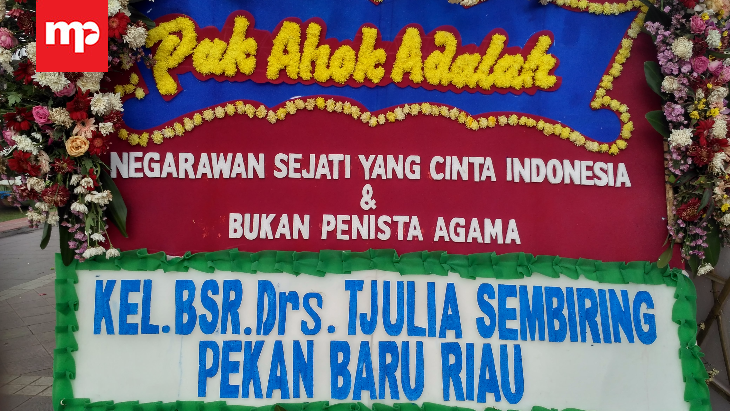 mp
Pak Ahok Adalah
NEGARAWAN SEJATI YANG CINTA INDONESIA
&
BUKAN PENISTA AGAMA
KEL.BSR.Drs. TJULIA SEMBIRING
PEKAN BARU RIAU